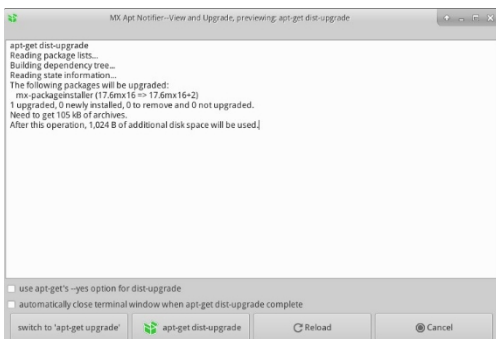 MX Apt Notifier--View and Upgrade, previewing: apt-get dist-upgrade
apt-get dist-upgrade
Reading package lists...
Building dependency tree...
Reading state information...
The following packages will be upgraded:
mx-packageinstaller (17.6mx16 => 17.6mx16+2)
1 upgraded, 0 newly installed, 0 to remove and 0 not upgraded.
Need to get 105 kB of archives.
After this operation, 1,024 B of additional disk space will be used.
use apt-get's --yes option for dist-upgrade
automatically close terminal window when apt-get dist-upgrade complete
switch to 'apt-get upgrade'
apt-get dist-upgrade
Reload
Cancel